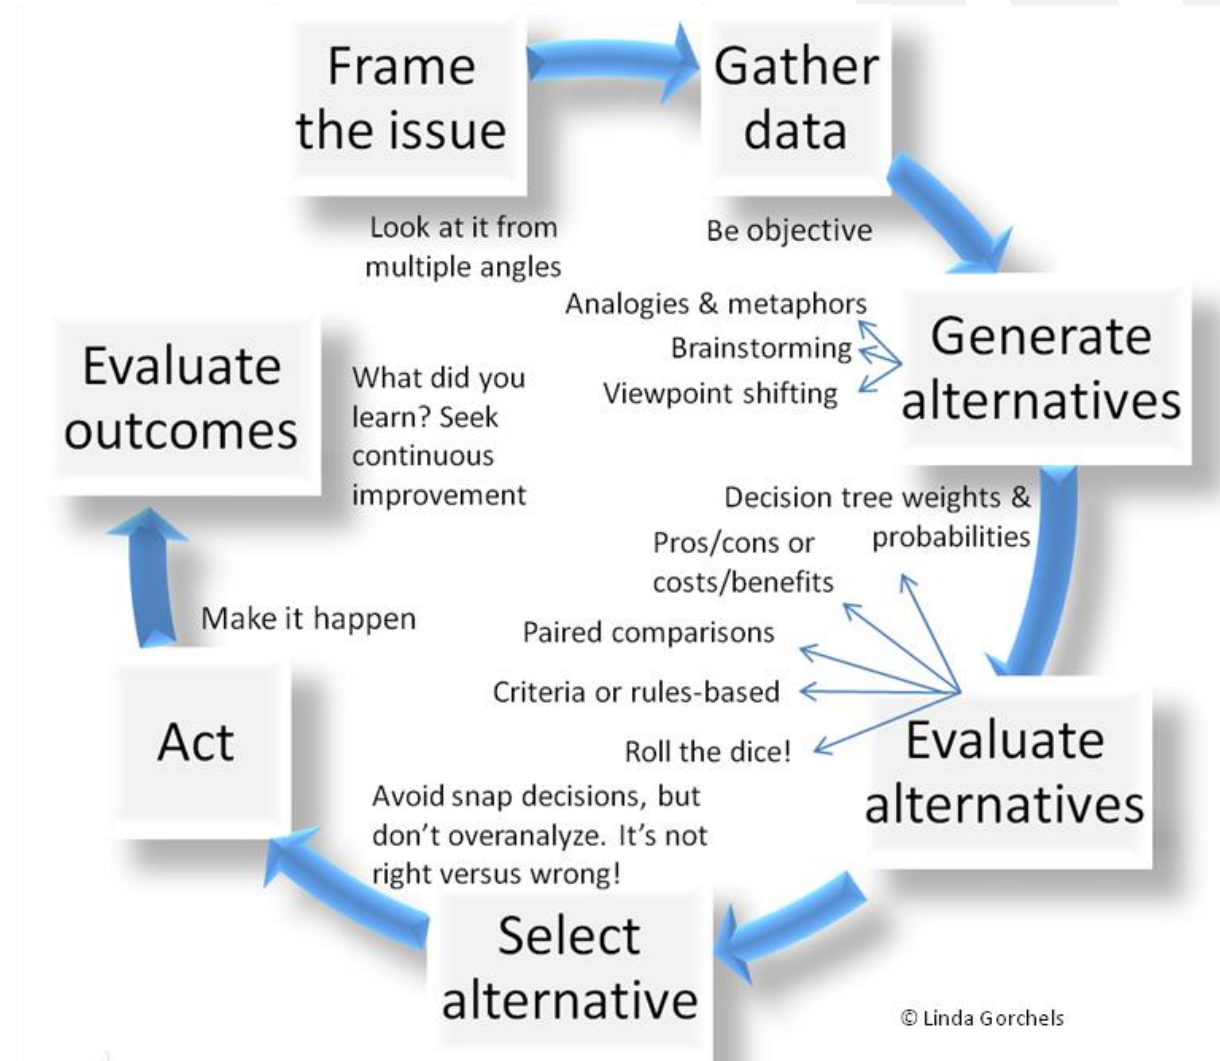 Frame
the issue
Gather
data
Look at it from
multiple angles
Be objective
Analogies & metaphors
Brainstorming
Viewpoint shifting
Generate
alternatives
Evaluate
outcomes
What did you
learn? Seek
continuous
improvement
Decision tree weights &
probabilities
Pros/cons or
costs/benefits
Paired comparisons
Criteria or rules-based
Roll the dice!
Evaluate
alternatives
Make it happen
Act
Avoid snap decisions, but
don’t overanalyze. It’s not
right versus wrong!
Select
alternative
© Linda Gorchels